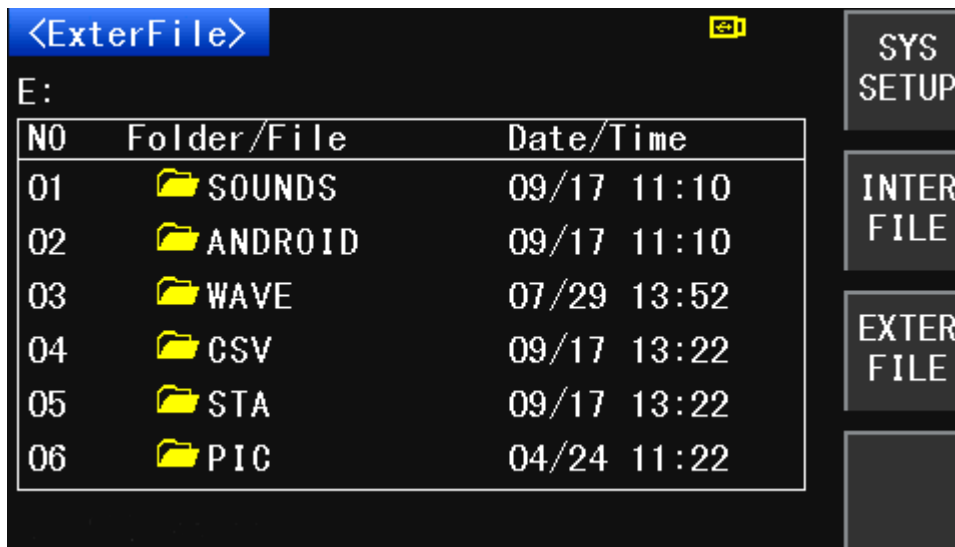 <ExterFile>
E:
NO Folder/File Date/Time
01 SOUNDS 09/17 11:10
02 ANDROID 09/17 11:10
03 WAVE 07/29 13:52
04 CSV 09/17 13:22
05 STA 09/17 13:22
06 PIC 04/24 11:22
SYS
SETUP
INTER
FILE
EXTER
FILE